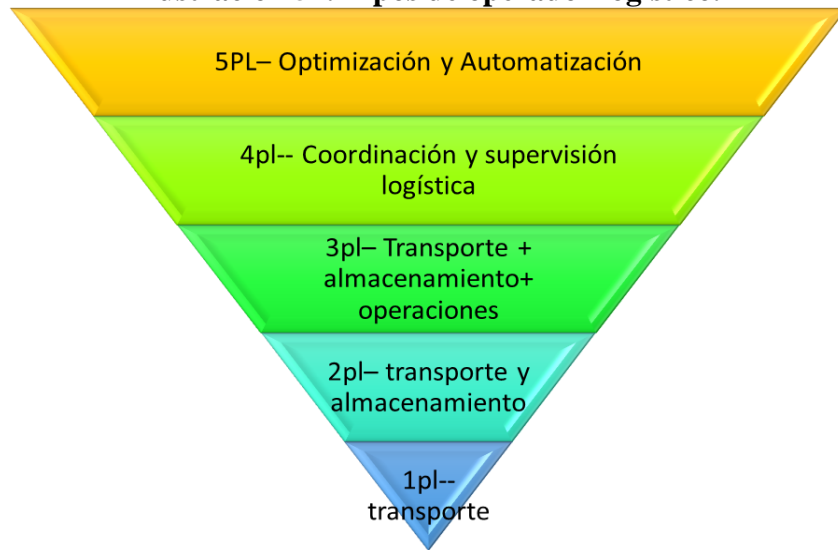 5PL– Optimización y Automatización
4pl-- Coordinación y supervisión
logística
3pl– Transporte +
almacenamiento+
operaciones
2pl– transporte y
almacenamiento
1pl--
transporte